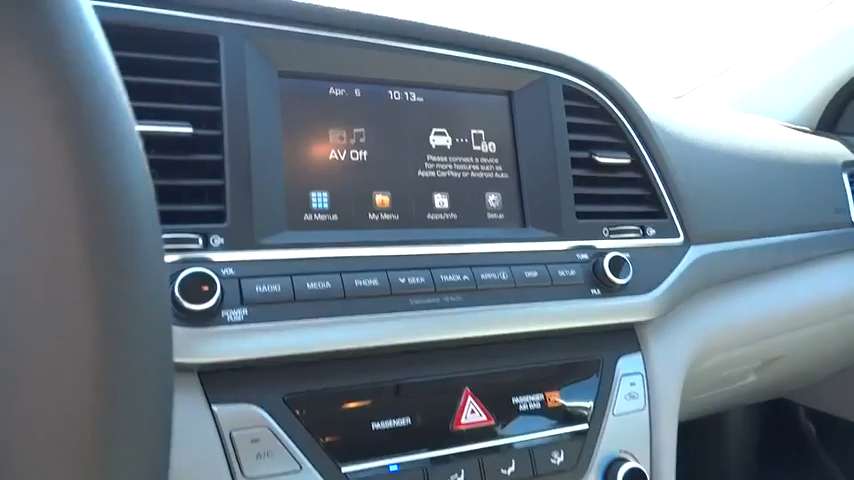 Apr. 6 10:13
AV Off
Please connect a device
for more features such as
Apple CarPlay or Android Auto.
All Menus My Menu Apps/Info Setup
VOL
RADIO MEDIA PHONE SEEK TRACK APPS/ⓘ DISP SETUP
TUNE
FILE
POWER
PUSH
PASSENGER
PASSENGER
AIR BAG
A/C